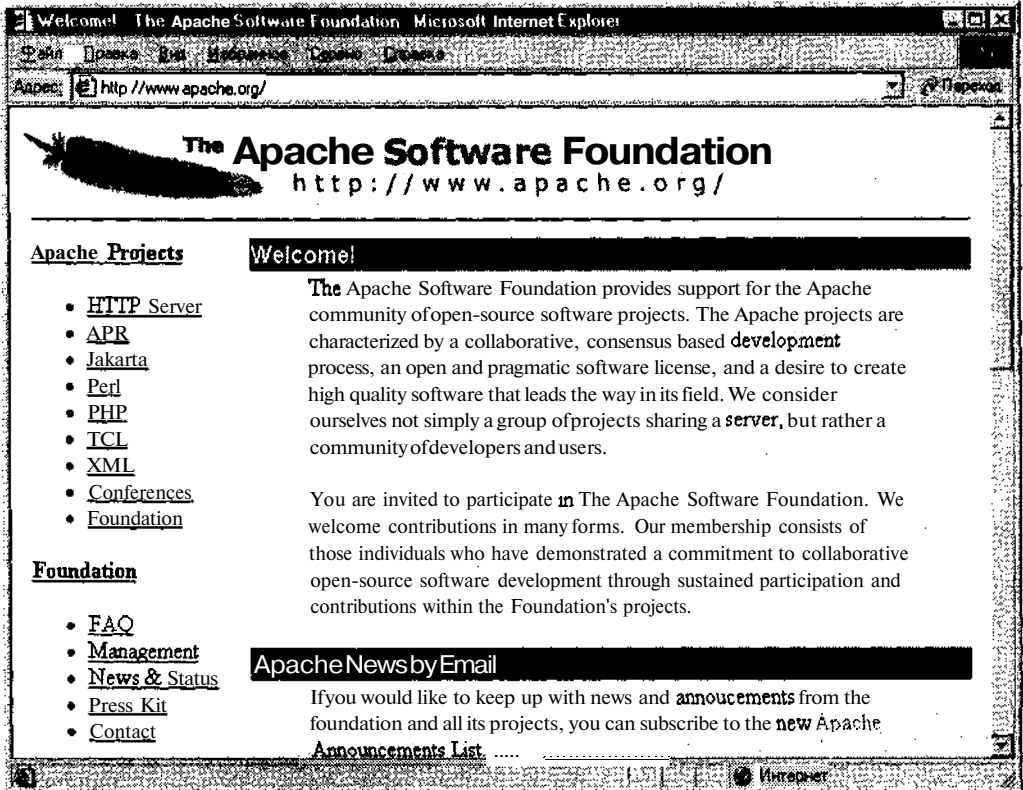 Welcome! The Apache Software Foundation Microsoft Internet Explorer
Файл Правка Вид Избранное Сервис Справка
Адрес: http //www apache.org/ Переход
The Apache Software Foundation
http://www.apache.org/
Apache Projects
HTTP Server
APR
Jakarta
Perl
PHP
TCL
XML
Conferences
Foundation
Foundation
FAQ
Management
News & Status
Press Kit
Contact
Welcome!
The Apache Software Foundation provides support for the Apache
community of open-source software projects. The Apache projects are
characterized by a collaborative, consensus based development
process, an open and pragmatic software license, and a desire to create
high quality software that leads the way in its field. We consider
ourselves not simply a group of projects sharing a server, but rather a
community of developers and users.
You are invited to participate in The Apache Software Foundation. We
welcome contributions in many forms. Our membership consists of
those individuals who have demonstrated a commitment to collaborative
open-source software development through sustained participation and
contributions within the Foundation's projects.
Apache News by Email
If you would like to keep up with news and annoucements from the
foundation and all its projects, you can subscribe to the new Apache
Announcements List .....
Интернет